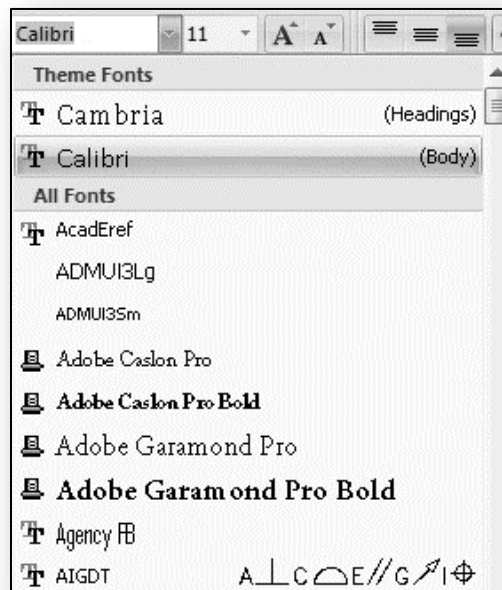 Calibri 11 A A
Theme Fonts
Cambria (Headings)
Calibri (Body)
All Fonts
AcadEref
ADMUI3Lg
ADMUI3Sm
Adobe Caslon Pro
Adobe Caslon Pro Bold
Adobe Garamond Pro
Adobe Garamond Pro Bold
Agency FB
AIGDT A⊥C⌓E//G↗I⌖